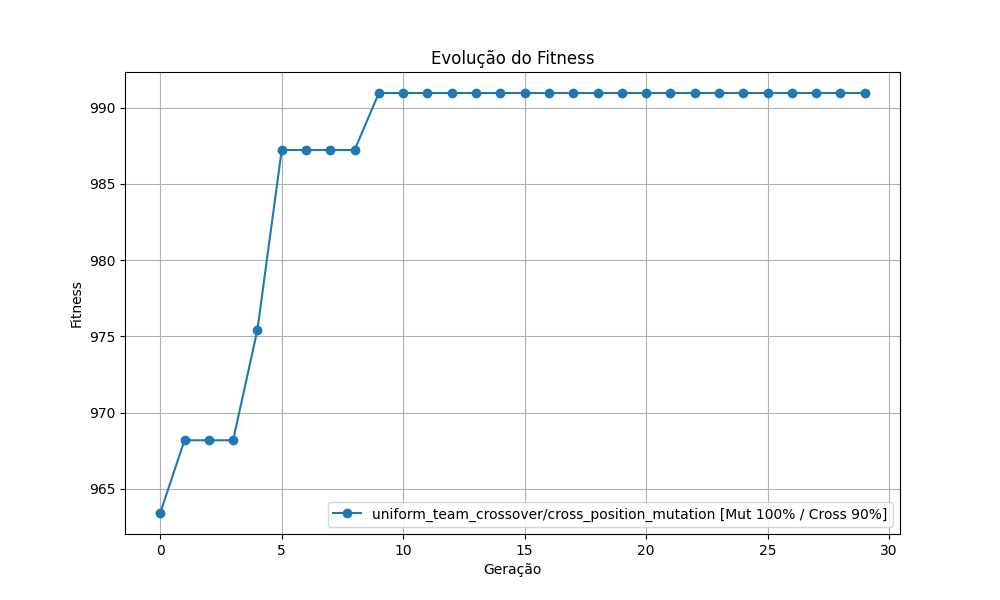 Evolução do Fitness
Fitness
990
985
980
975
970
965
uniform_team_crossover/cross_position_mutation [Mut 100% / Cross 90%]
0 5 10 15 20 25 30
Geração